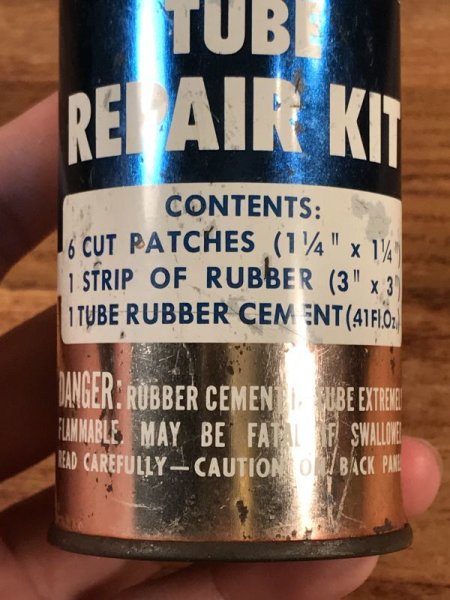 TUBE
REPAIR KIT
CONTENTS:
6 CUT PATCHES (1¼" x 1¼")
1 STRIP OF RUBBER (3" x 3")
1 TUBE RUBBER CEMENT (.41 Fl.Oz.
DANGER: RUBBER CEMENT IN TUBE EXTREMELY
FLAMMABLE, MAY BE FATAL IF SWALLOWED
READ CAREFULLY—CAUTION ON BACK PANEL